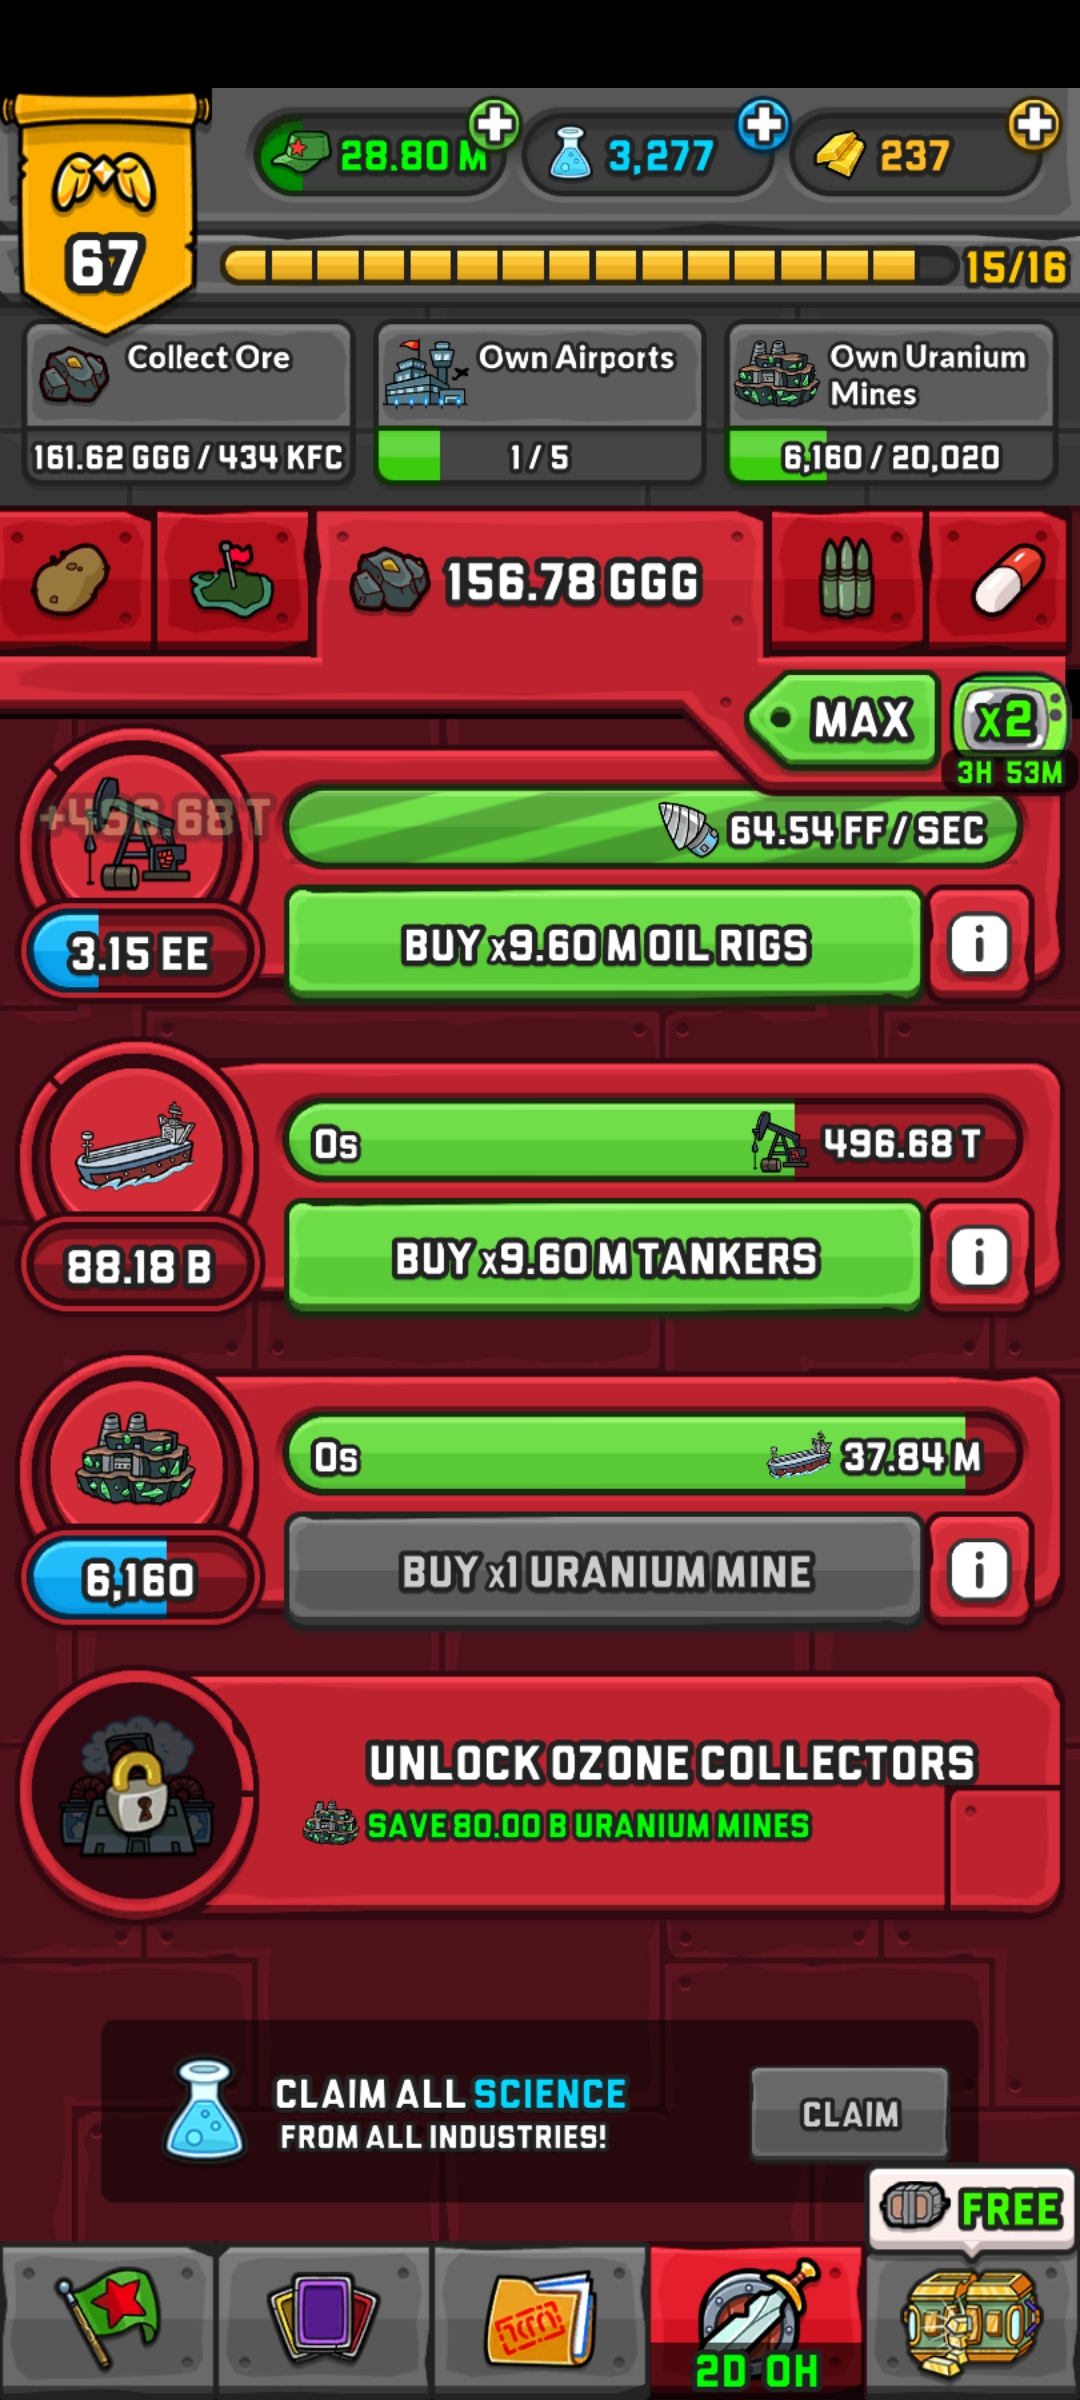 28.80 M
3,277
237
67
15/16
Collect Ore
161.62 GGG / 434 KFC
Own Airports
1 / 5
Own Uranium
Mines
6,160 / 20,020
156.78 GGG
MAX
x2
3H 53M
+496.68 T
64.54 FF / SEC
3.15 EE
BUY x9.60 M OIL RIGS
i
0s
496.68 T
88.18 B
BUY x9.60 M TANKERS
i
0s
37.84 M
6,160
BUY x1 URANIUM MINE
i
UNLOCK OZONE COLLECTORS
SAVE 80.00 B URANIUM MINES
CLAIM ALL SCIENCE
FROM ALL INDUSTRIES!
CLAIM
FREE
2D 0H